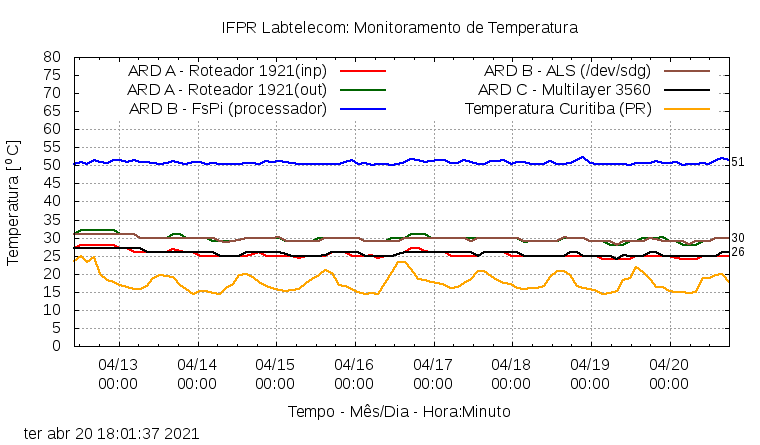 IFPR Labtelecom: Monitoramento de Temperatura
Temperatura [ºC]
80
75
70
65
60
55
50
45
40
35
30
25
20
15
10
5
0
ARD A - Roteador 1921(inp)
ARD A - Roteador 1921(out)
ARD B - FsPi (processador)
ARD B - ALS (/dev/sdg)
ARD C - Multilayer 3560
Temperatura Curitiba (PR)
51
30
26
04/13 04/14 04/15 04/16 04/17 04/18 04/19 04/20
00:00 00:00 00:00 00:00 00:00 00:00 00:00 00:00
Tempo - Mês/Dia - Hora:Minuto
ter abr 20 18:01:37 2021